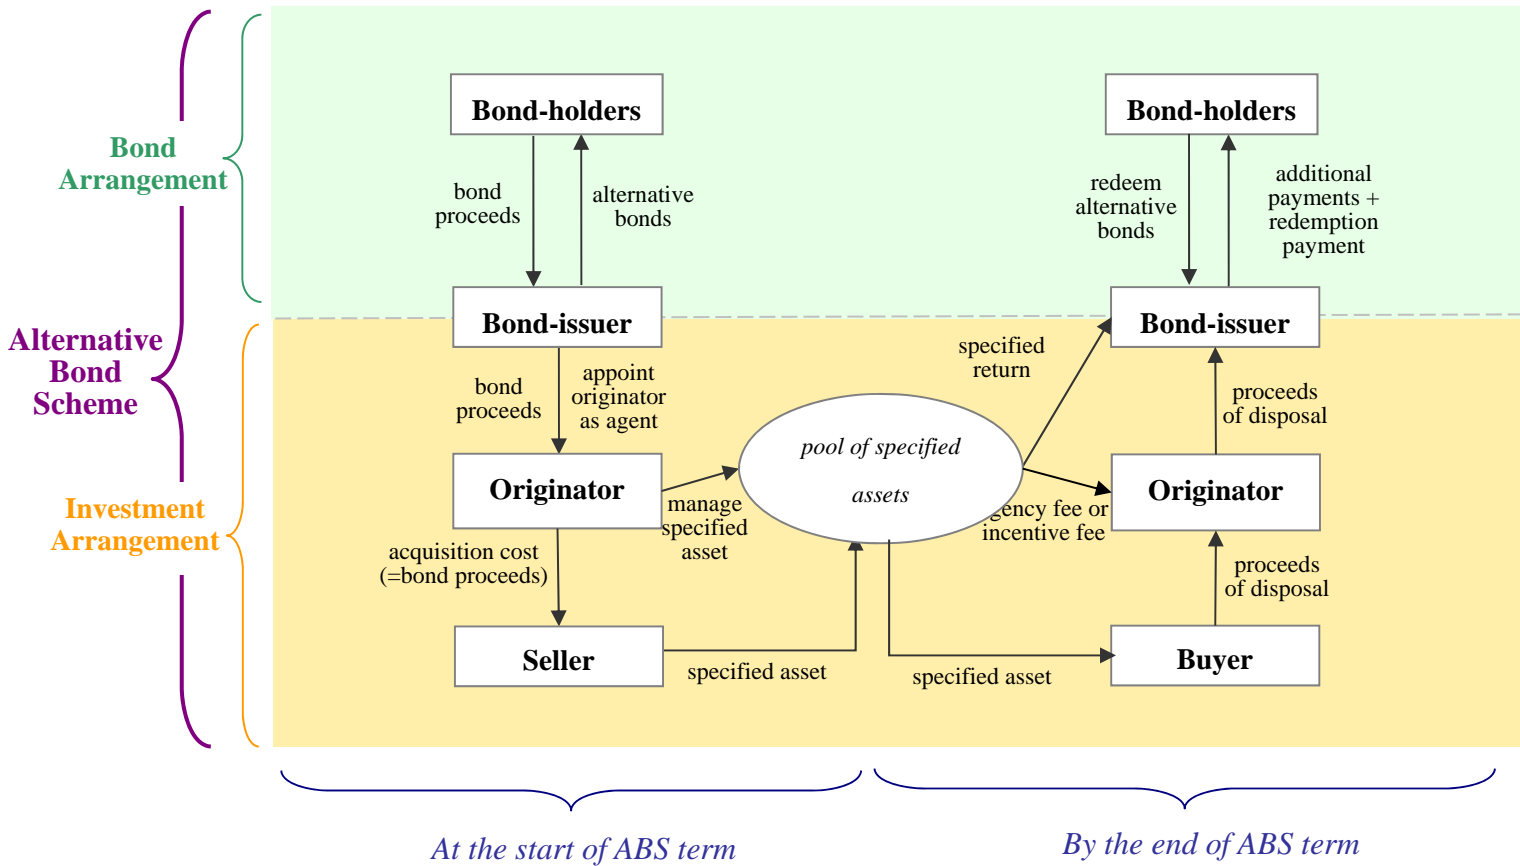 Bond
Arrangement
Alternative
Bond
Scheme
Investment
Arrangement
Bond-holders
bond
proceeds
alternative
bonds
Bond-issuer
bond
proceeds
appoint
originator
as agent
Originator
manage
specified
asset
acquisition cost
(=bond proceeds)
Seller
specified asset
pool of specified
assets
Bond-holders
redeem
alternative
bonds
additional
payments +
redemption
payment
Bond-issuer
specified
return
proceeds
of disposal
Originator
gency fee or
incentive fee
proceeds
of disposal
Buyer
specified asset
At the start of ABS term
By the end of ABS term